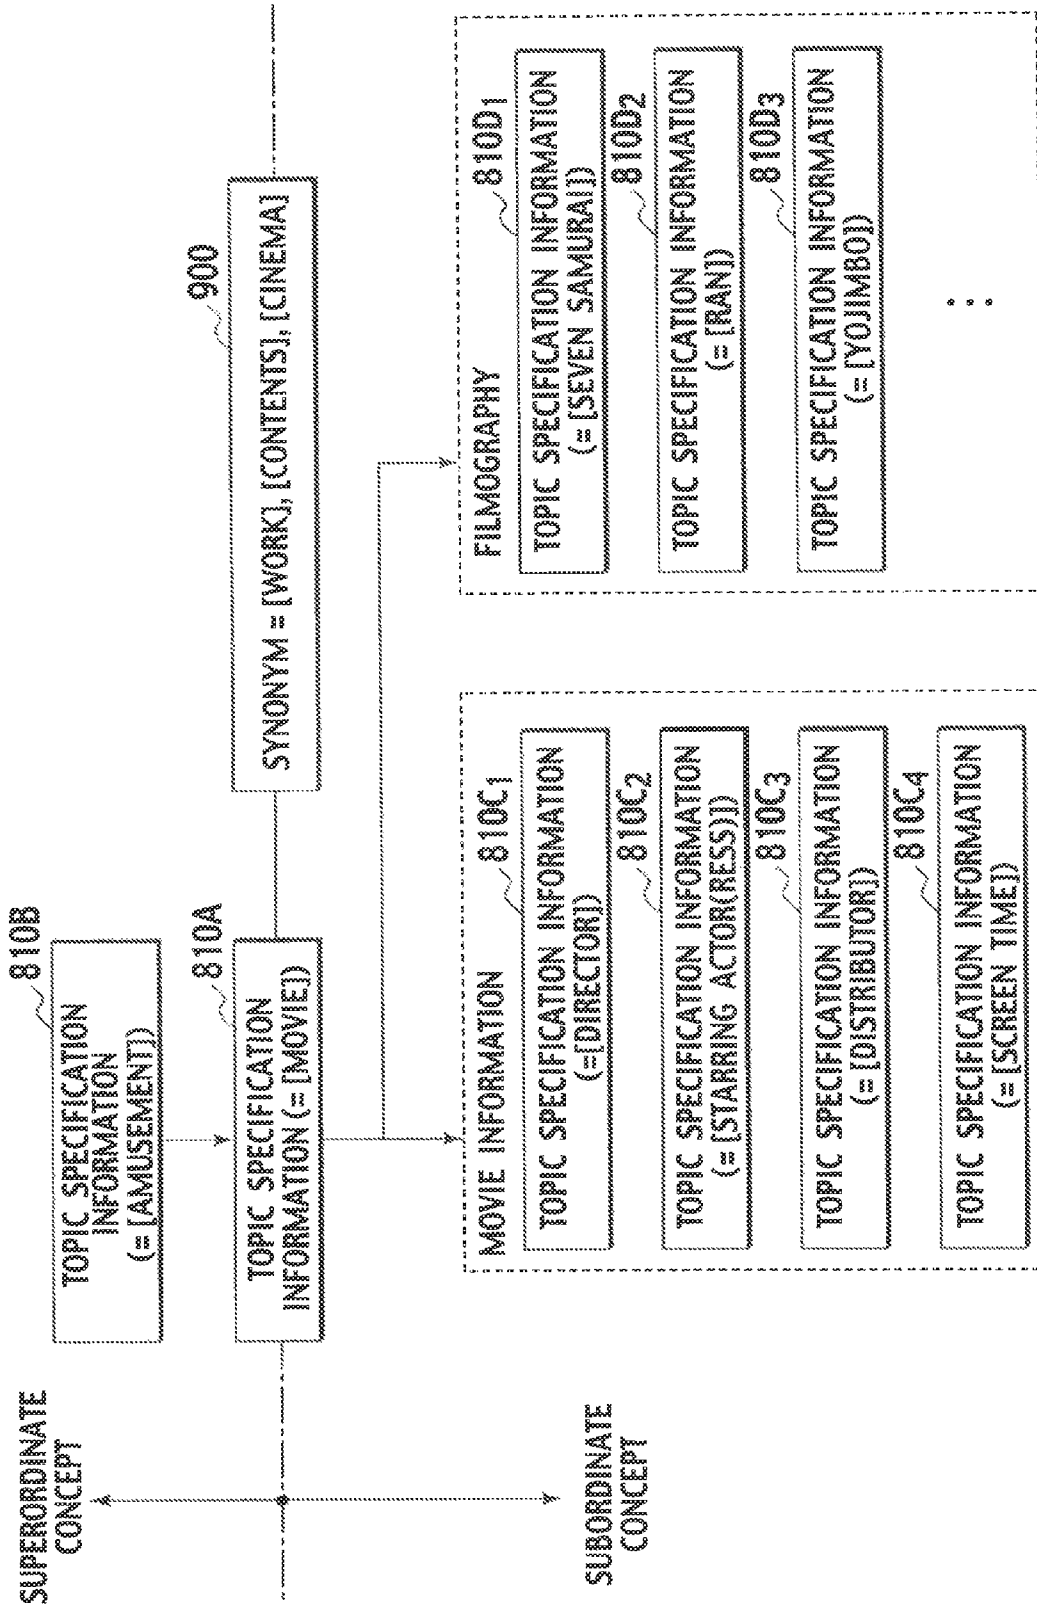 SUPERORDINATE
CONCEPT
SUBORDINATE
CONCEPT
810B
TOPIC SPECIFICATION
INFORMATION
(= [AMUSEMENT])
810A
TOPIC SPECIFICATION
INFORMATION (= [MOVIE])
900
SYNONYM = [WORK], [CONTENTS], [CINEMA]
MOVIE INFORMATION
810C1
TOPIC SPECIFICATION INFORMATION
(=[DIRECTOR])
810C2
TOPIC SPECIFICATION INFORMATION
(= [STARRING ACTOR(RESS)])
810C3
TOPIC SPECIFICATION INFORMATION
(= [DISTRIBUTOR])
810C4
TOPIC SPECIFICATION INFORMATION
(= [SCREEN TIME])
FILMOGRAPHY
810D1
TOPIC SPECIFICATION INFORMATION
(= [SEVEN SAMURAI])
810D2
TOPIC SPECIFICATION INFORMATION
(= [RAN])
810D3
TOPIC SPECIFICATION INFORMATION
(= [YOJIMBO])
...